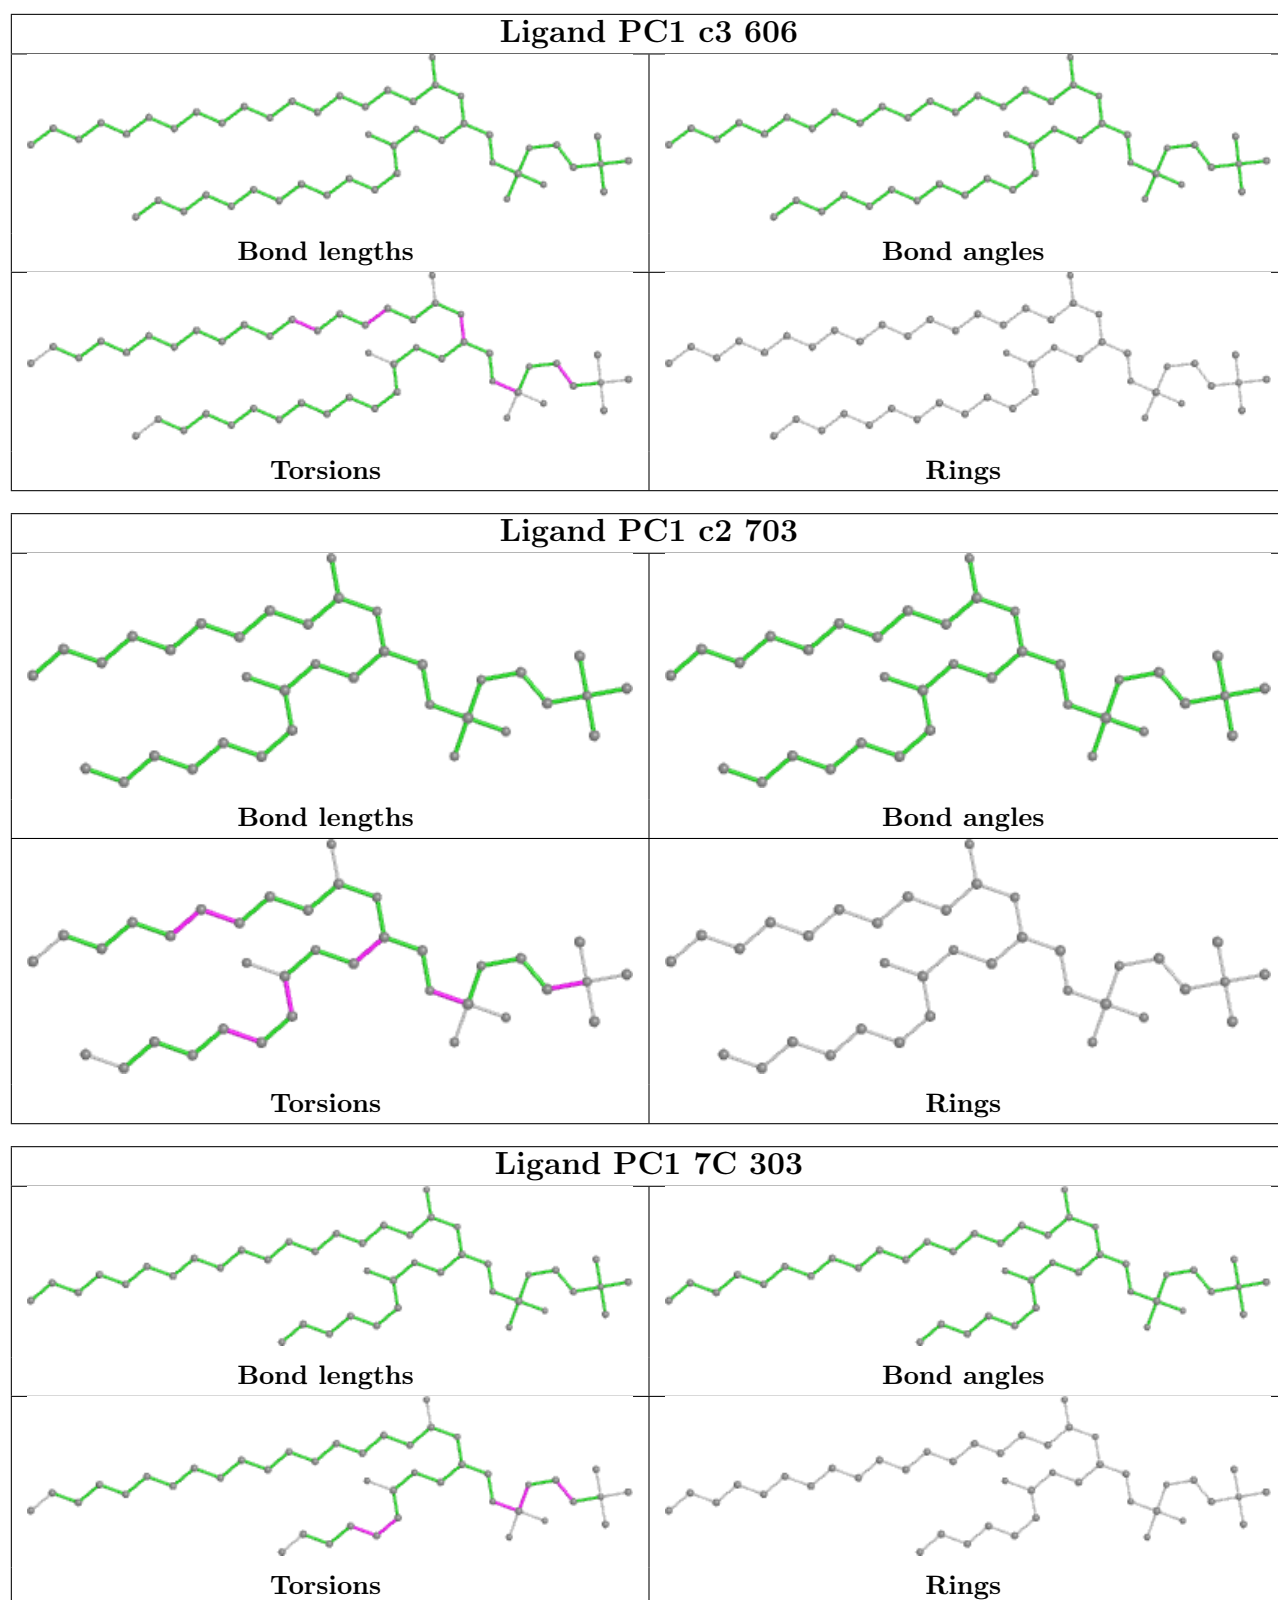 Ligand PC1 c3 606
Bond lengths
Bond angles
Torsions
Rings
Ligand PC1 c2 703
Bond lengths
Bond angles
Torsions
Rings
Ligand PC1 7C 303
Bond lengths
Bond angles
Torsions
Rings